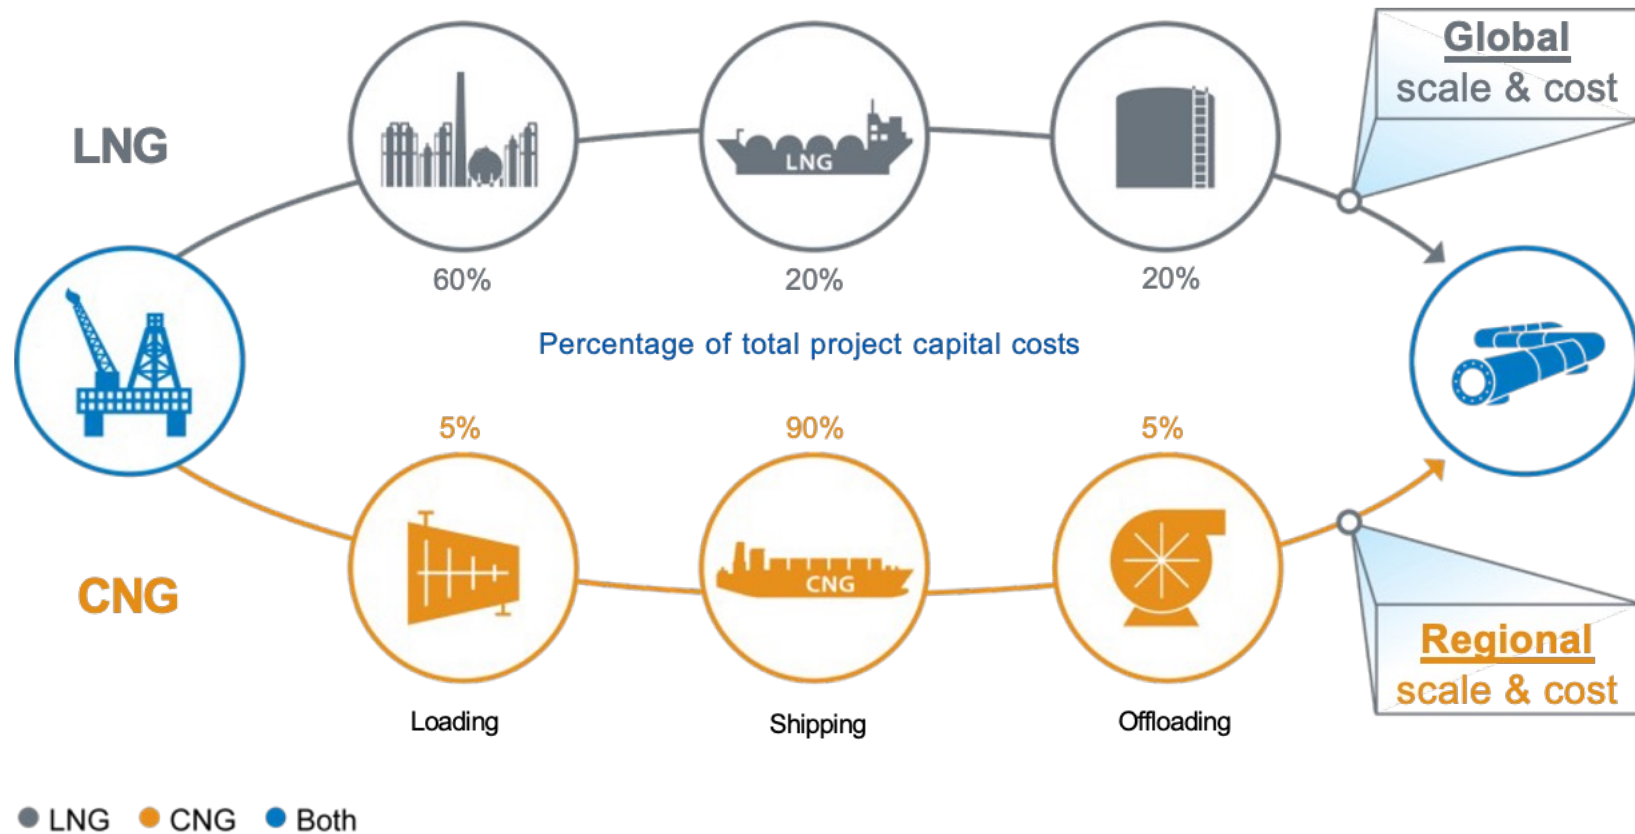 Global
scale & cost
LNG
LNG
60%
20%
20%
Percentage of total project capital costs
5%
90%
5%
CNG
CNG
Regional
scale & cost
Loading
Shipping
Offloading
LNG
CNG
Both